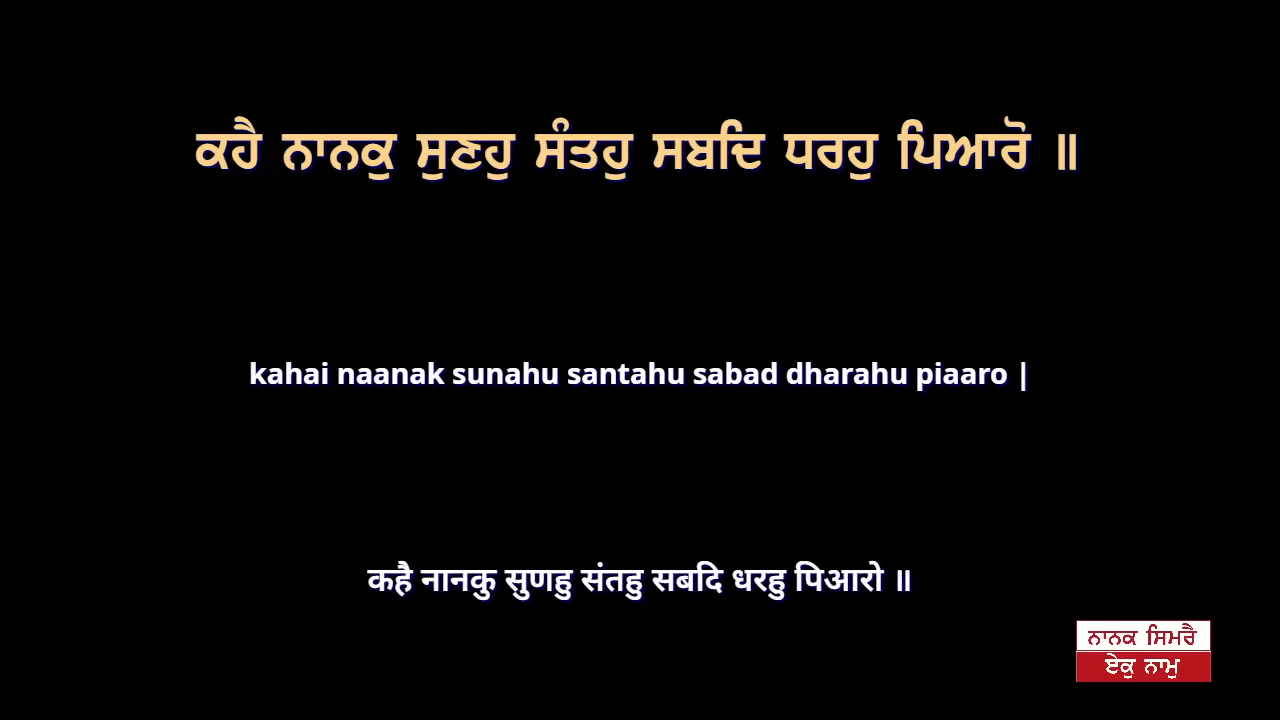 ਕਹੈ ਨਾਨਕੁ ਸੁਣਹੁ ਸੰਤਹੁ ਸਬਦਿ ਧਰਹੁ ਪਿਆਰੋ ॥
kahai naanak sunahu santahu sabad dharahu piaaro |
कहै नानकु सुणहु संतहु सबदि धरहु पिआरो ॥
ਨਾਨਕ ਸਿਮਰੈ
ਏਕੁ ਨਾਮੁ